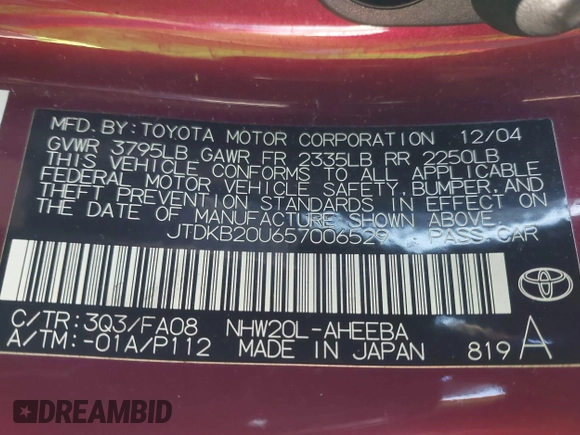 MFD.BY:TOYOTA MOTOR CORPORATION 12/04
GVWR 3795LB GAWR FR 2335LB RR 2250LB
THIS VEHICLE CONFORMS TO ALL APPLICABLE
FEDERAL MOTOR VEHICLE SAFETY, BUMPER, AND
THEFT PREVENTION STANDARDS IN EFFECT ON
THE DATE OF MANUFACTURE SHOWN ABOVE.
JTDKB20U657006529 PASS.CAR
C/TR:3Q3/FA08 NHW20L-AHEEBA
A/TM:-01A/P112 MADE IN JAPAN 819 A
DREAMBID